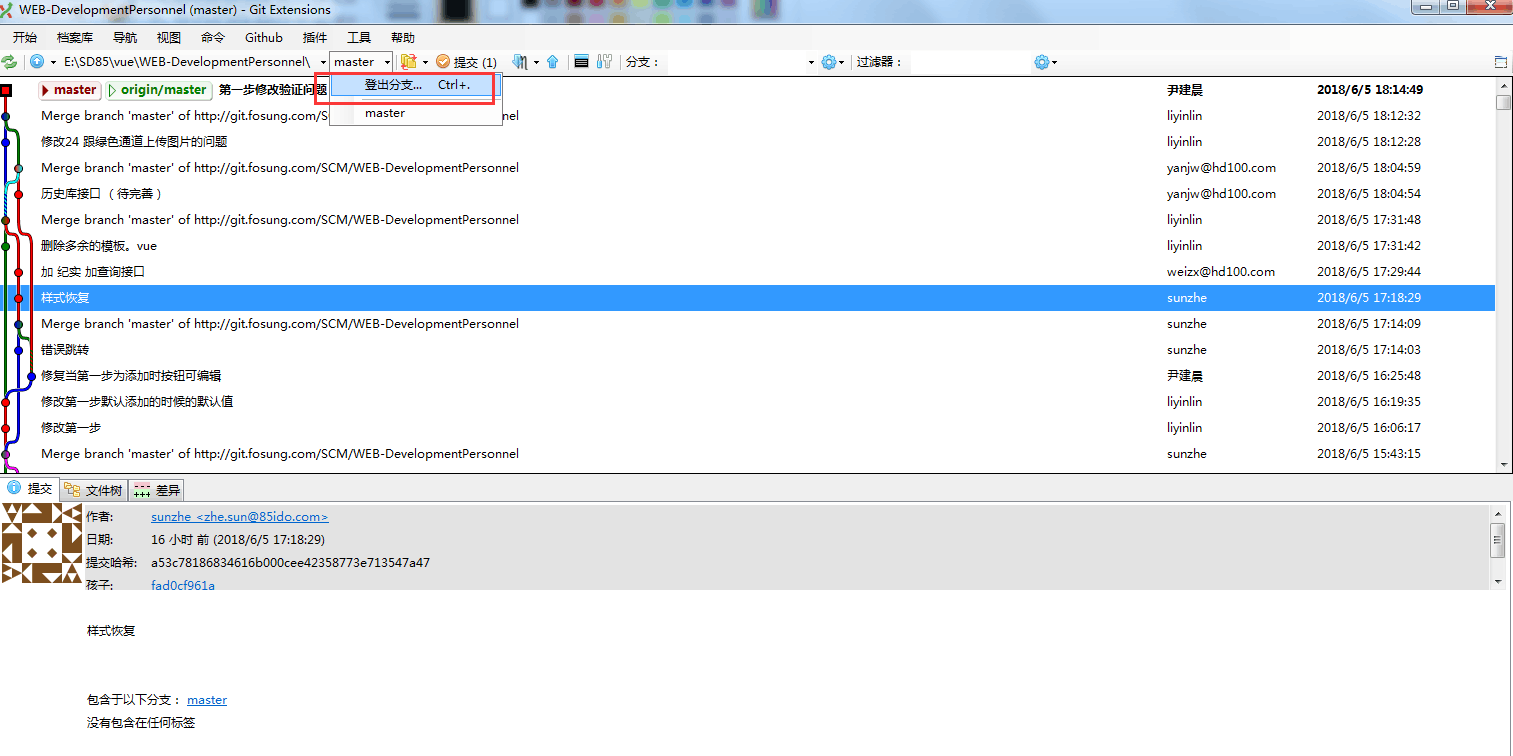 WEB-DevelopmentPersonnel (master) - Git Extensions
开始 档案库 导航 视图 命令 Github 插件 工具 帮助
E:\SD85\vue\WEB-DevelopmentPersonnel\ master 提交 (1) 分支： 过滤器：
登出分支... Ctrl+.
master
master origin/master 第一步修改验证问题 尹建晨 2018/6/5 18:14:49
Merge branch 'master' of http://git.fosung.com/S nel liyinlin 2018/6/5 18:12:32
修改24 跟绿色通道上传图片的问题 liyinlin 2018/6/5 18:12:28
Merge branch 'master' of http://git.fosung.com/SCM/WEB-DevelopmentPersonnel yanjw@hd100.com 2018/6/5 18:04:59
历史库接口 （待完善） yanjw@hd100.com 2018/6/5 18:04:54
Merge branch 'master' of http://git.fosung.com/SCM/WEB-DevelopmentPersonnel liyinlin 2018/6/5 17:31:48
删除多余的模板。vue liyinlin 2018/6/5 17:31:42
加 纪实 加查询接口 weizx@hd100.com 2018/6/5 17:29:44
样式恢复 sunzhe 2018/6/5 17:18:29
Merge branch 'master' of http://git.fosung.com/SCM/WEB-DevelopmentPersonnel sunzhe 2018/6/5 17:14:09
错误跳转 sunzhe 2018/6/5 17:14:03
修复当第一步为添加时按钮可编辑 尹建晨 2018/6/5 16:25:48
修改第一步默认添加的时候的默认值 liyinlin 2018/6/5 16:19:35
修改第一步 liyinlin 2018/6/5 16:06:17
Merge branch 'master' of http://git.fosung.com/SCM/WEB-DevelopmentPersonnel sunzhe 2018/6/5 15:43:15
提交 文件树 差异
作者: sunzhe <zhe.sun@85ido.com>
日期: 16 小时 前 (2018/6/5 17:18:29)
提交哈希: a53c78186834616b000cee42358773e713547a47
孩子: fad0cf961a
样式恢复
包含于以下分支： master
没有包含在任何标签